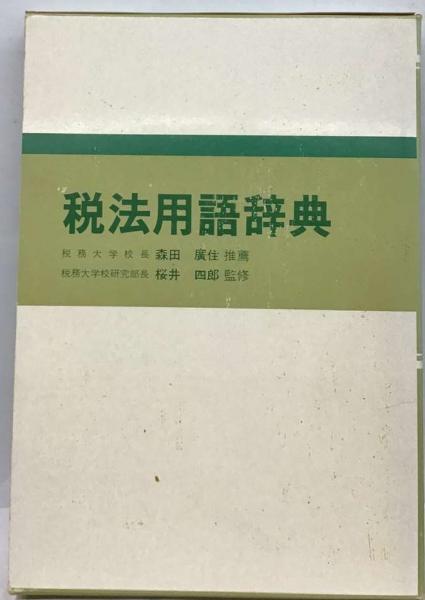 税法用語辞典
税務大学校長 森田 廣住 推薦
税務大学校研究部長 桜井 四郎 監修